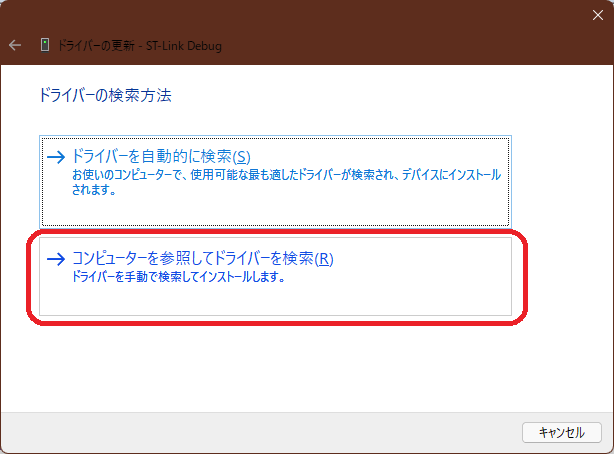 ドライバーの更新 - ST-Link Debug
ドライバーの検索方法
ドライバーを自動的に検索(S)
お使いのコンピューターで、使用可能な最も適したドライバーが検索され、デバイスにインストール
されます。
コンピューターを参照してドライバーを検索(R)
ドライバーを手動で検索してインストールします。
キャンセル